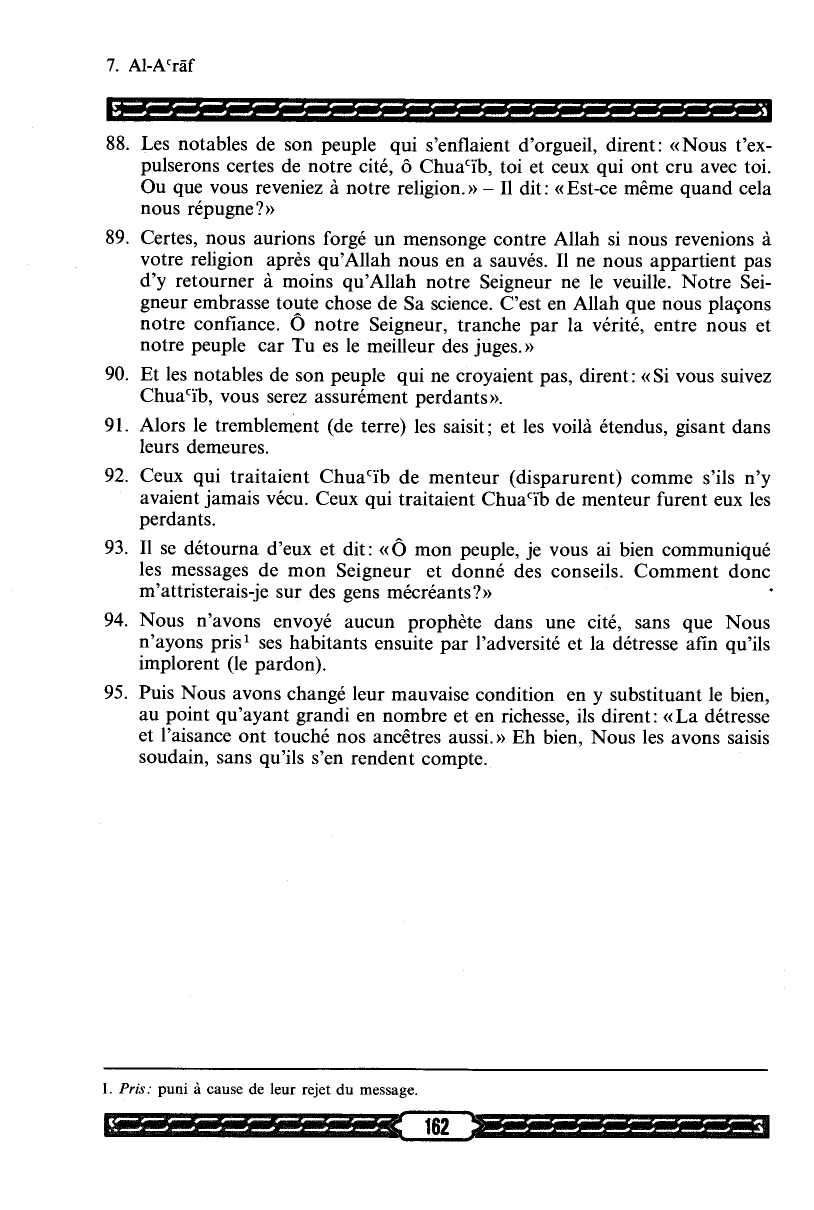 7. Al-Aᶜrāf
88. Les notables de son peuple qui s’enflaient d’orgueil, dirent: «Nous t’ex-
pulserons certes de notre cité, ô Chuaᶜïb, toi et ceux qui ont cru avec toi.
Ou que vous reveniez à notre religion.» – Il dit: «Est-ce même quand cela
nous répugne?»
89. Certes, nous aurions forgé un mensonge contre Allah si nous revenions à
votre religion après qu’Allah nous en a sauvés. Il ne nous appartient pas
d’y retourner à moins qu’Allah notre Seigneur ne le veuille. Notre Sei-
gneur embrasse toute chose de Sa science. C’est en Allah que nous plaçons
notre confiance. Ô notre Seigneur, tranche par la vérité, entre nous et
notre peuple car Tu es le meilleur des juges.»
90. Et les notables de son peuple qui ne croyaient pas, dirent: «Si vous suivez
Chuaᶜïb, vous serez assurément perdants».
91. Alors le tremblement (de terre) les saisit; et les voilà étendus, gisant dans
leurs demeures.
92. Ceux qui traitaient Chuaᶜïb de menteur (disparurent) comme s’ils n’y
avaient jamais vécu. Ceux qui traitaient Chuaᶜïb de menteur furent eux les
perdants.
93. Il se détourna d’eux et dit: «Ô mon peuple, je vous ai bien communiqué
les messages de mon Seigneur et donné des conseils. Comment donc
m’attristerais-je sur des gens mécréants?»
94. Nous n’avons envoyé aucun prophète dans une cité, sans que Nous
n’ayons pris¹ ses habitants ensuite par l’adversité et la détresse afin qu’ils
implorent (le pardon).
95. Puis Nous avons changé leur mauvaise condition en y substituant le bien,
au point qu’ayant grandi en nombre et en richesse, ils dirent: «La détresse
et l’aisance ont touché nos ancêtres aussi.» Eh bien, Nous les avons saisis
soudain, sans qu’ils s’en rendent compte.
1. Pris: puni à cause de leur rejet du message.
162